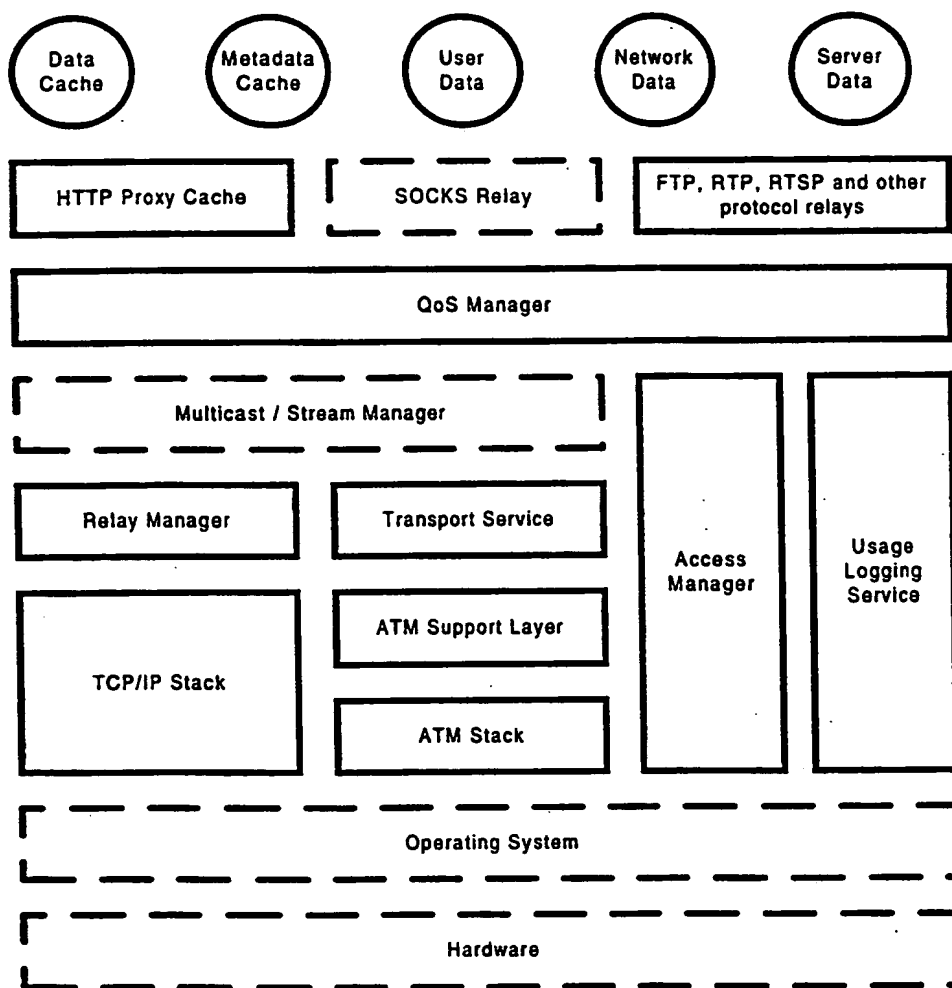 Data
Cache
Metadata
Cache
User
Data
Network
Data
Server
Data
HTTP Proxy Cache
SOCKS Relay
FTP, RTP, RTSP and other
protocol relays
QoS Manager
Multicast / Stream Manager
Relay Manager
Transport Service
Access
Manager
Usage
Logging
Service
ATM Support Layer
TCP/IP Stack
ATM Stack
Operating System
Hardware